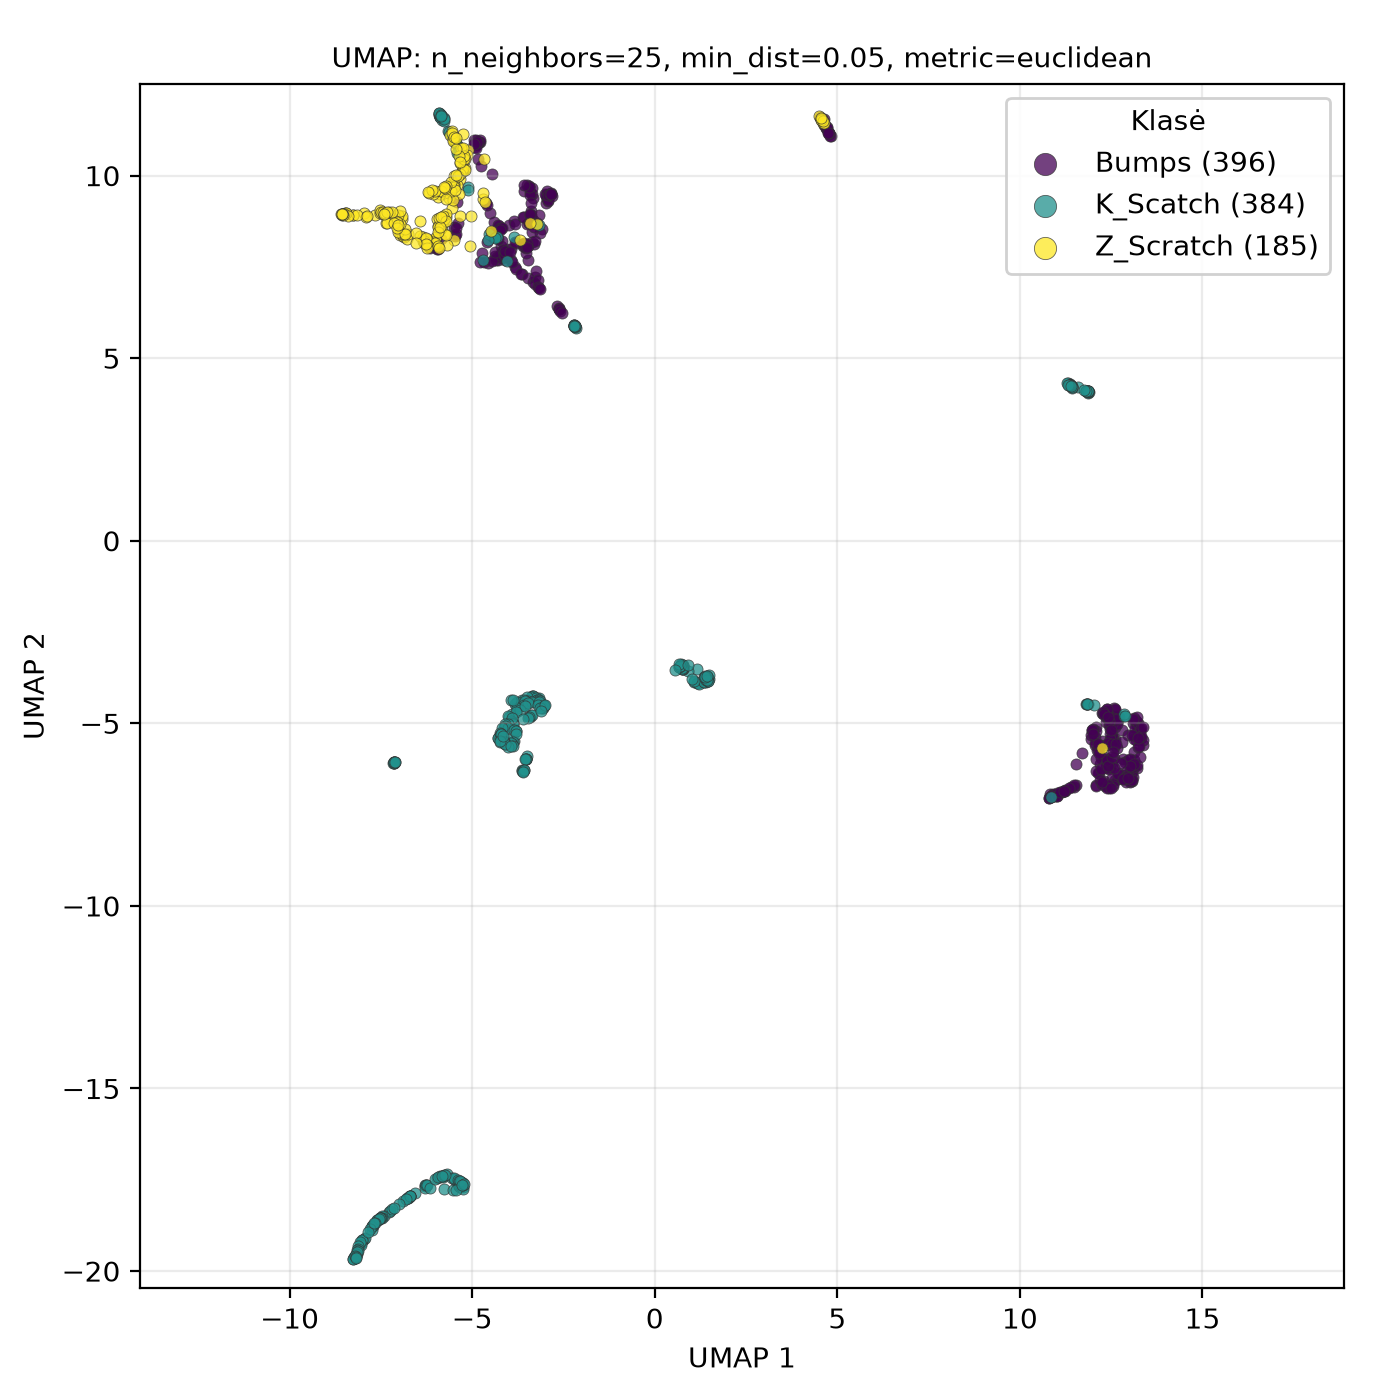 UMAP: n_neighbors=25, min_dist=0.05, metric=euclidean
Klasė
Bumps (396)
K_Scatch (384)
Z_Scratch (185)
10
5
0
−5
−10
−15
−20
UMAP 2
−10
−5
0
5
10
15
UMAP 1